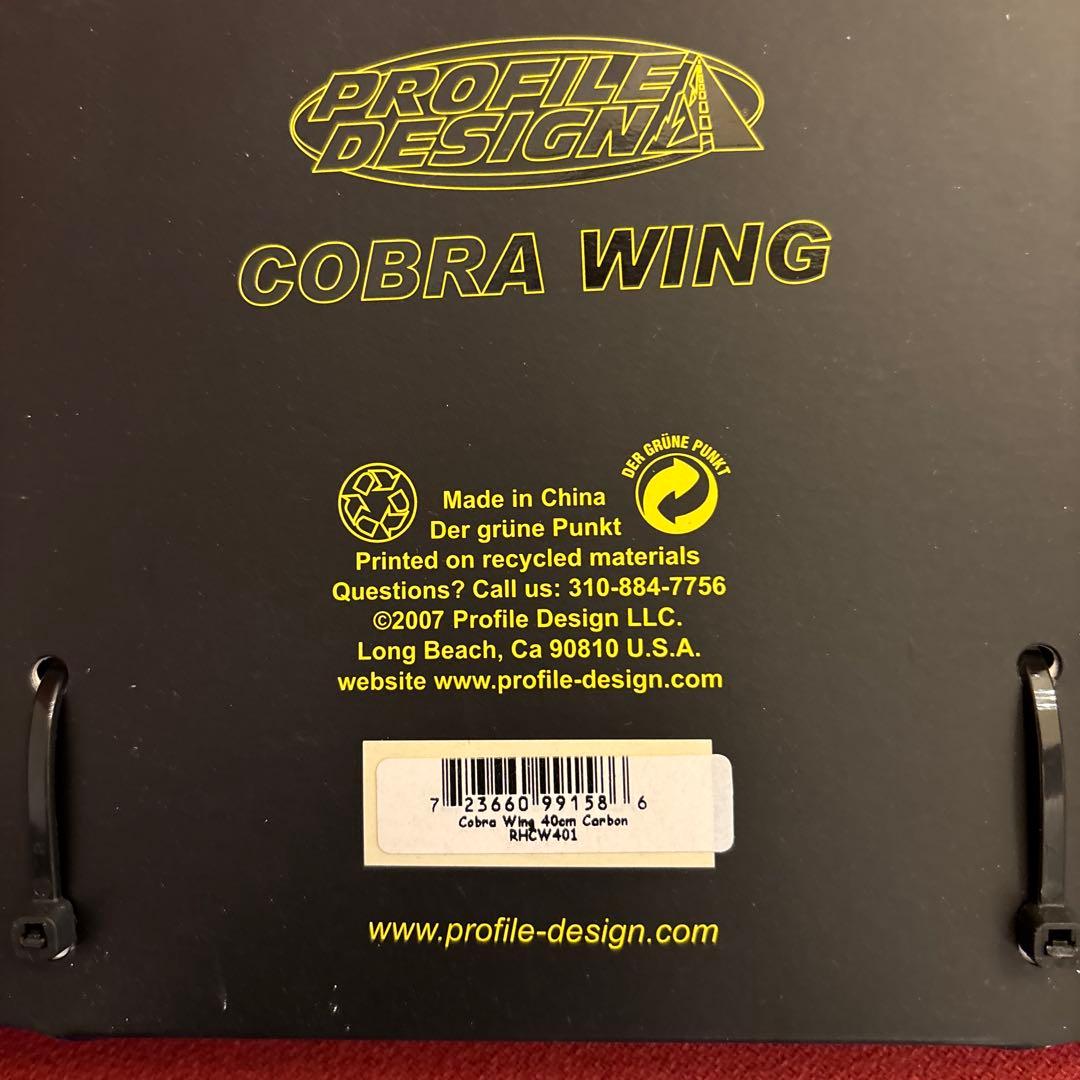 PROFILE
DESIGN
COBRA WING
DER GRÜNE PUNKT
Made in China
Der grüne Punkt
Printed on recycled materials
Questions? Call us: 310-884-7756
©2007 Profile Design LLC.
Long Beach, Ca 90810 U.S.A.
website www.profile-design.com
7 23660 99158 6
Cobra Wing 40cm Carbon
RHCW401
www.profile-design.com